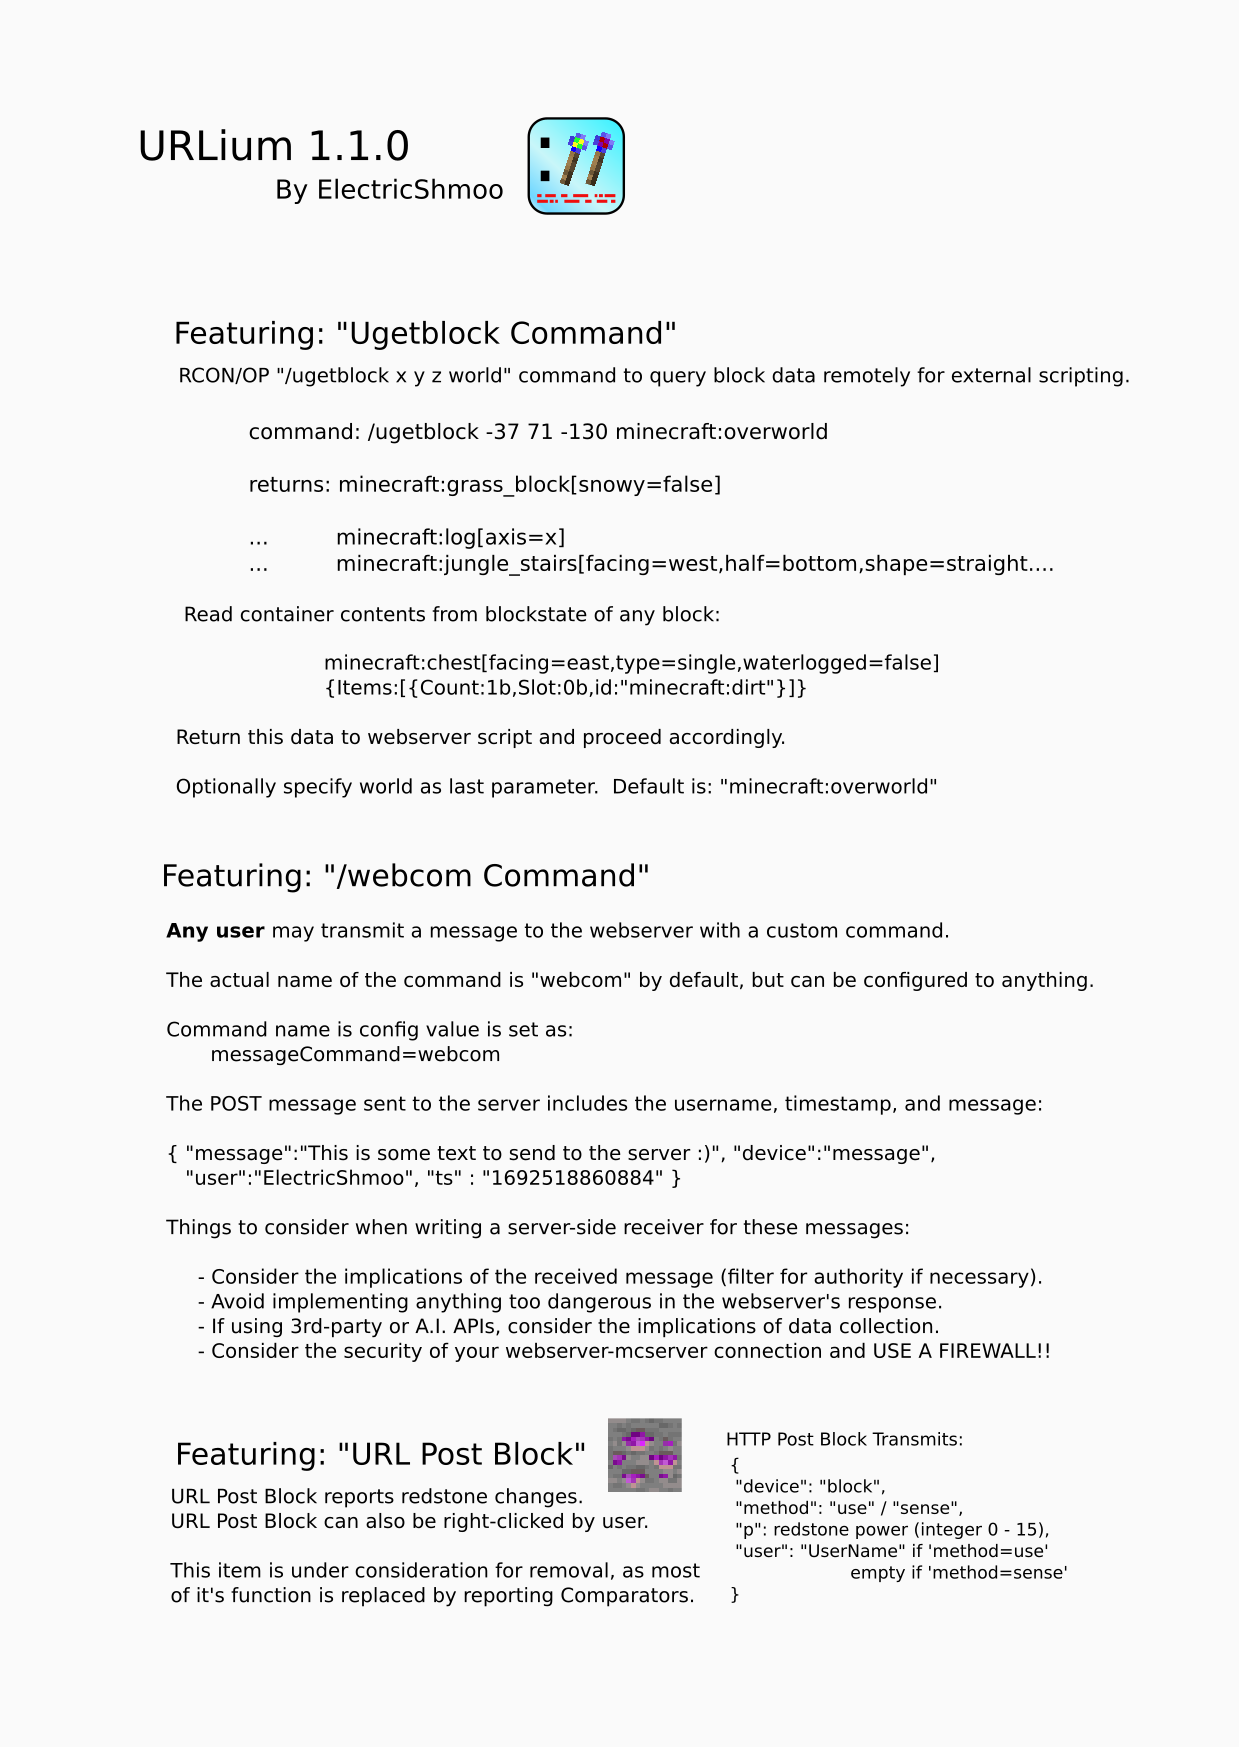 URLium 1.1.0
By ElectricShmoo
Featuring: "Ugetblock Command"
RCON/OP "/ugetblock x y z world" command to query block data remotely for external scripting.
command: /ugetblock -37 71 -130 minecraft:overworld
returns: minecraft:grass_block[snowy=false]
... minecraft:log[axis=x]
... minecraft:jungle_stairs[facing=west,half=bottom,shape=straight....
Read container contents from blockstate of any block:
minecraft:chest[facing=east,type=single,waterlogged=false]
{Items:[{Count:1b,Slot:0b,id:"minecraft:dirt"}]}
Return this data to webserver script and proceed accordingly.
Optionally specify world as last parameter.  Default is: "minecraft:overworld"
Featuring: "/webcom Command"
Any user may transmit a message to the webserver with a custom command.
The actual name of the command is "webcom" by default, but can be configured to anything.
Command name is config value is set as:
messageCommand=webcom
The POST message sent to the server includes the username, timestamp, and message:
{ "message":"This is some text to send to the server :)", "device":"message",
"user":"ElectricShmoo", "ts" : "1692518860884" }
Things to consider when writing a server-side receiver for these messages:
- Consider the implications of the received message (filter for authority if necessary).
- Avoid implementing anything too dangerous in the webserver's response.
- If using 3rd-party or A.I. APIs, consider the implications of data collection.
- Consider the security of your webserver-mcserver connection and USE A FIREWALL!!
Featuring: "URL Post Block"
URL Post Block reports redstone changes.
URL Post Block can also be right-clicked by user.
This item is under consideration for removal, as most
of it's function is replaced by reporting Comparators.
HTTP Post Block Transmits:
{
"device": "block",
"method": "use" / "sense",
"p": redstone power (integer 0 - 15),
"user": "UserName" if 'method=use'
empty if 'method=sense'
}